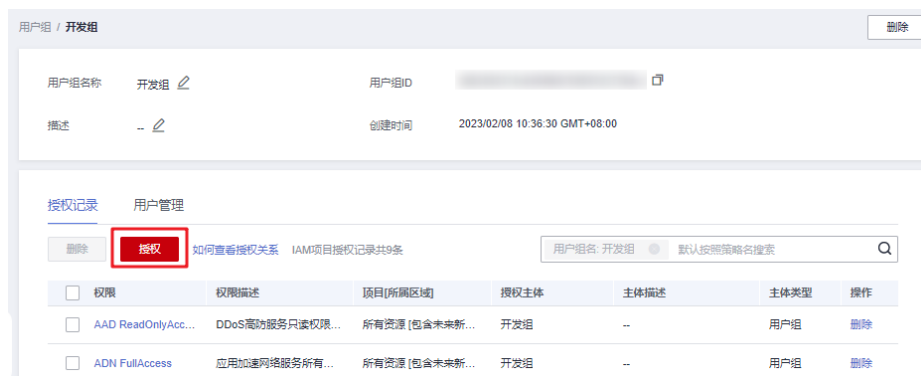 用户组 / 开发组
删除
用户组名称 开发组 用户组ID
描述 -- 创建时间 2023/02/08 10:36:30 GMT+08:00
授权记录 用户管理
删除 授权 如何查看授权关系 IAM项目授权记录共9条 用户组名: 开发组 默认按照策略名搜索
权限 权限描述 项目[所属区域] 授权主体 主体描述 主体类型 操作
AAD ReadOnlyAcc... DDoS高防服务只读权限... 所有资源 [包含未来新... 开发组 -- 用户组 删除
ADN FullAccess 应用加速网络服务所有... 所有资源 [包含未来新... 开发组 -- 用户组 删除